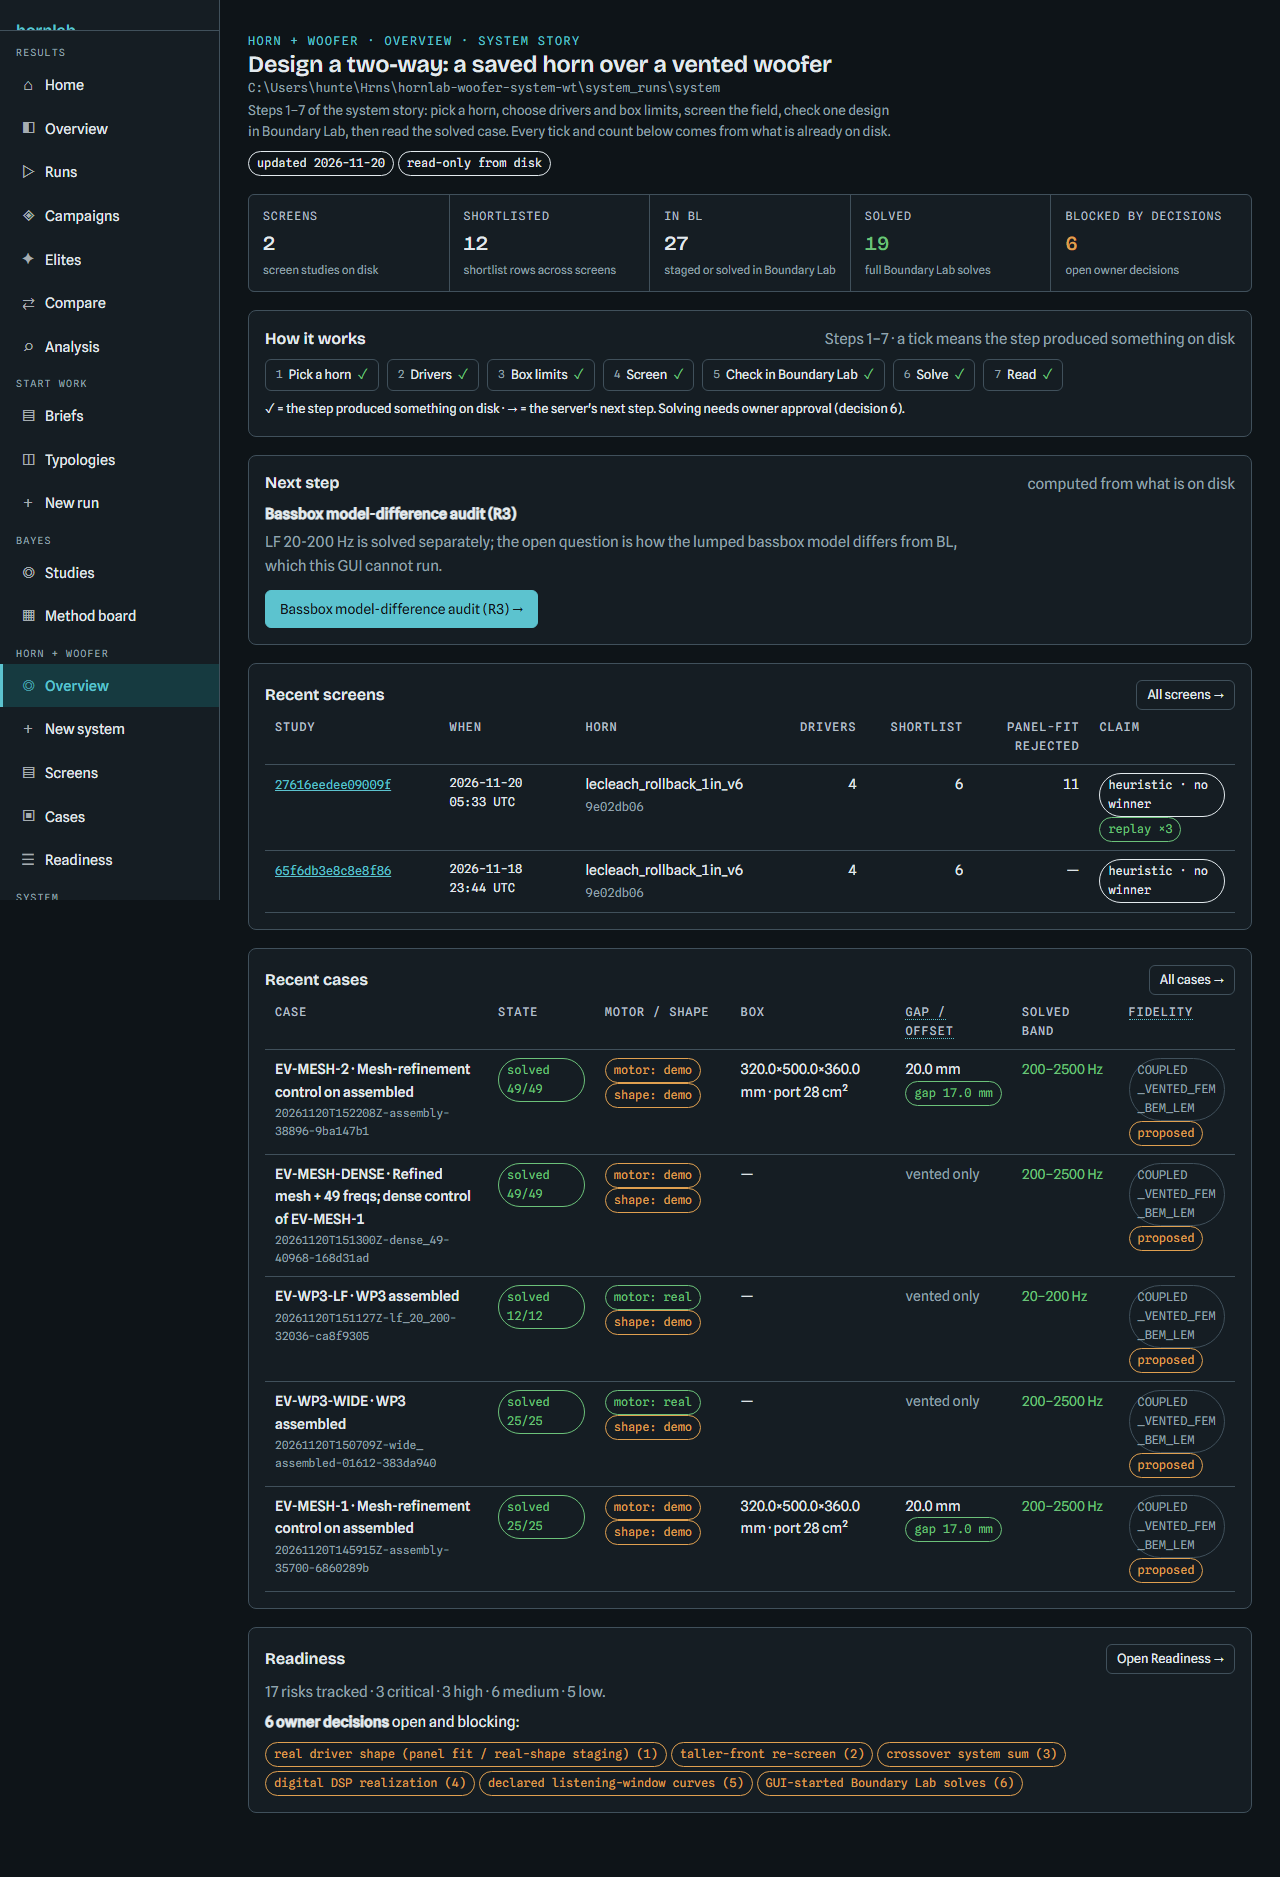 hornlab
RESULTS
Home
Overview
Runs
Campaigns
Elites
Compare
Analysis
START WORK
Briefs
Typologies
+ New run
BAYES
Studies
Method board
HORN + WOOFER
Overview
+ New system
Screens
Cases
Readiness
SYSTEM
HORN + WOOFER · OVERVIEW · SYSTEM STORY
Design a two-way: a saved horn over a vented woofer
C:\Users\hunte\Hrns\hornlab-woofer-system-wt\system_runs\system
Steps 1–7 of the system story: pick a horn, choose drivers and box limits, screen the field, check one design
in Boundary Lab, then read the solved case. Every tick and count below comes from what is already on disk.
updated 2026-11-20 read-only from disk
SCREENS
2
screen studies on disk
SHORTLISTED
12
shortlist rows across screens
IN BL
27
staged or solved in Boundary Lab
SOLVED
19
full Boundary Lab solves
BLOCKED BY DECISIONS
6
open owner decisions
How it works
Steps 1–7 · a tick means the step produced something on disk
1 Pick a horn ✓ 2 Drivers ✓ 3 Box limits ✓ 4 Screen ✓ 5 Check in Boundary Lab ✓ 6 Solve ✓ 7 Read ✓
✓ = the step produced something on disk · → = the server's next step. Solving needs owner approval (decision 6).
Next step
computed from what is on disk
Bassbox model-difference audit (R3)
LF 20-200 Hz is solved separately; the open question is how the lumped bassbox model differs from BL,
which this GUI cannot run.
Bassbox model-difference audit (R3) →
Recent screens
All screens →
STUDY WHEN HORN DRIVERS SHORTLIST PANEL-FIT REJECTED CLAIM
27616eedee09009f
2026-11-20
05:33 UTC
lecleach_rollback_1in_v6
9e02db06
4
6
11
heuristic · no
winner
replay ×3
65f6db3e8c8e8f86
2026-11-18
23:44 UTC
lecleach_rollback_1in_v6
9e02db06
4
6
—
heuristic · no
winner
Recent cases
All cases →
CASE STATE MOTOR / SHAPE BOX GAP / OFFSET SOLVED BAND FIDELITY
EV-MESH-2 · Mesh-refinement
control on assembled
20261120T152208Z-assembly-
38896-9ba147b1
solved
49/49
motor: demo
shape: demo
320.0×500.0×360.0
mm · port 28 cm²
20.0 mm
gap 17.0 mm
200–2500 Hz
COUPLED
_VENTED_FEM
_BEM_LEM
proposed
EV-MESH-DENSE · Refined
mesh + 49 freqs; dense control
of EV-MESH-1
20261120T151300Z-dense_49-
40968-168d31ad
solved
49/49
motor: demo
shape: demo
—
vented only
200–2500 Hz
COUPLED
_VENTED_FEM
_BEM_LEM
proposed
EV-WP3-LF · WP3 assembled
20261120T151127Z-lf_20_200-
32036-ca8f9305
solved
12/12
motor: real
shape: demo
—
vented only
20–200 Hz
COUPLED
_VENTED_FEM
_BEM_LEM
proposed
EV-WP3-WIDE · WP3
assembled
20261120T150709Z-wide_
assembled-01612-383da940
solved
25/25
motor: real
shape: demo
—
vented only
200–2500 Hz
COUPLED
_VENTED_FEM
_BEM_LEM
proposed
EV-MESH-1 · Mesh-refinement
control on assembled
20261120T145915Z-assembly-
35700-6860289b
solved
25/25
motor: demo
shape: demo
320.0×500.0×360.0
mm · port 28 cm²
20.0 mm
gap 17.0 mm
200–2500 Hz
COUPLED
_VENTED_FEM
_BEM_LEM
proposed
Readiness
Open Readiness →
17 risks tracked · 3 critical · 3 high · 6 medium · 5 low.
6 owner decisions open and blocking:
real driver shape (panel fit / real-shape staging) (1) taller-front re-screen (2) crossover system sum (3)
digital DSP realization (4) declared listening-window curves (5) GUI-started Boundary Lab solves (6)